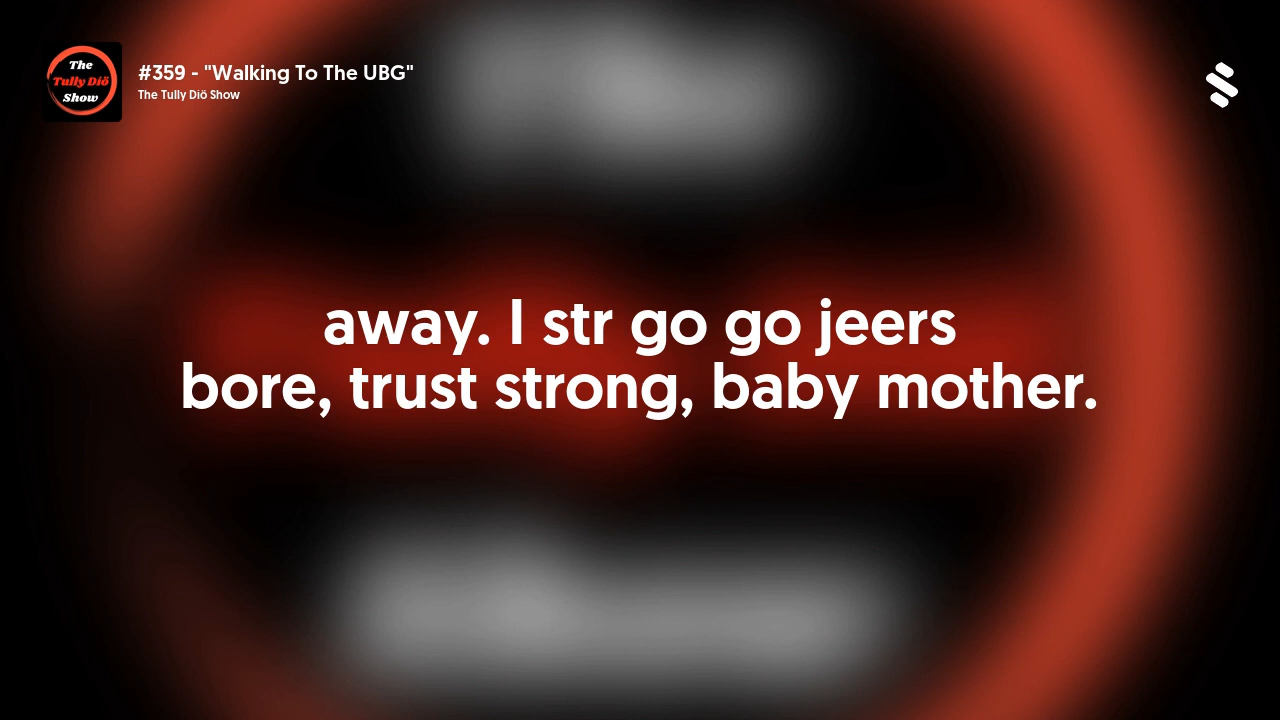 The
Tully Diö
Show
#359 - "Walking To The UBG"
The Tully Diö Show
away. I str go go jeers
bore, trust strong, baby mother.